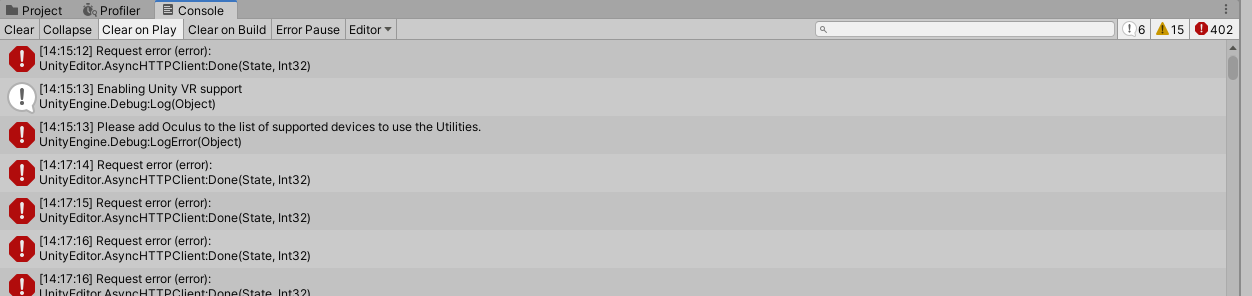 Project Profiler Console
Clear Collapse Clear on Play Clear on Build Error Pause Editor 6 15 402
[14:15:12] Request error (error):
UnityEditor.AsyncHTTPClient:Done(State, Int32)
[14:15:13] Enabling Unity VR support
UnityEngine.Debug:Log(Object)
[14:15:13] Please add Oculus to the list of supported devices to use the Utilities.
UnityEngine.Debug:LogError(Object)
[14:17:14] Request error (error):
UnityEditor.AsyncHTTPClient:Done(State, Int32)
[14:17:15] Request error (error):
UnityEditor.AsyncHTTPClient:Done(State, Int32)
[14:17:16] Request error (error):
UnityEditor.AsyncHTTPClient:Done(State, Int32)
[14:17:16] Request error (error):
UnityEditor.AsyncHTTPClient:Done(State, Int32)